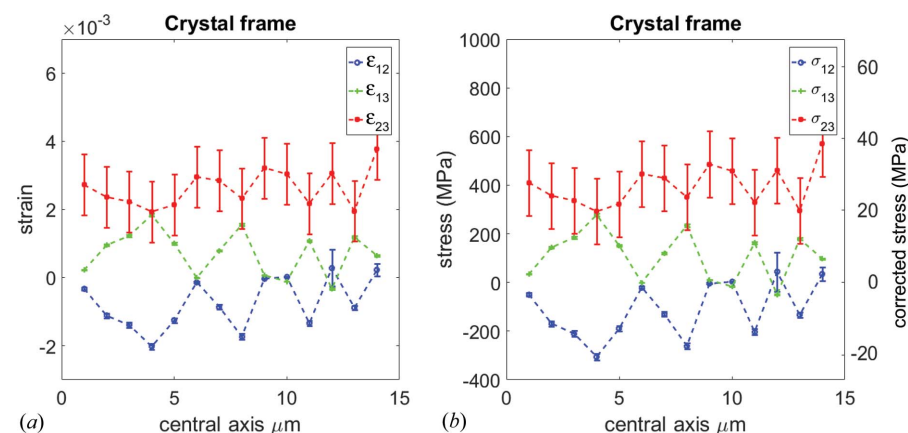 Crystal frame
×10⁻³
6
4
2
0
-2
strain
0
5
10
15
central axis μm
ε₁₂
ε₁₃
ε₂₃
(a)
Crystal frame
1000
800
600
400
200
0
-200
-400
stress (MPa)
60
40
20
0
-20
corrected stress (MPa)
0
5
10
15
central axis μm
σ₁₂
σ₁₃
σ₂₃
(b)